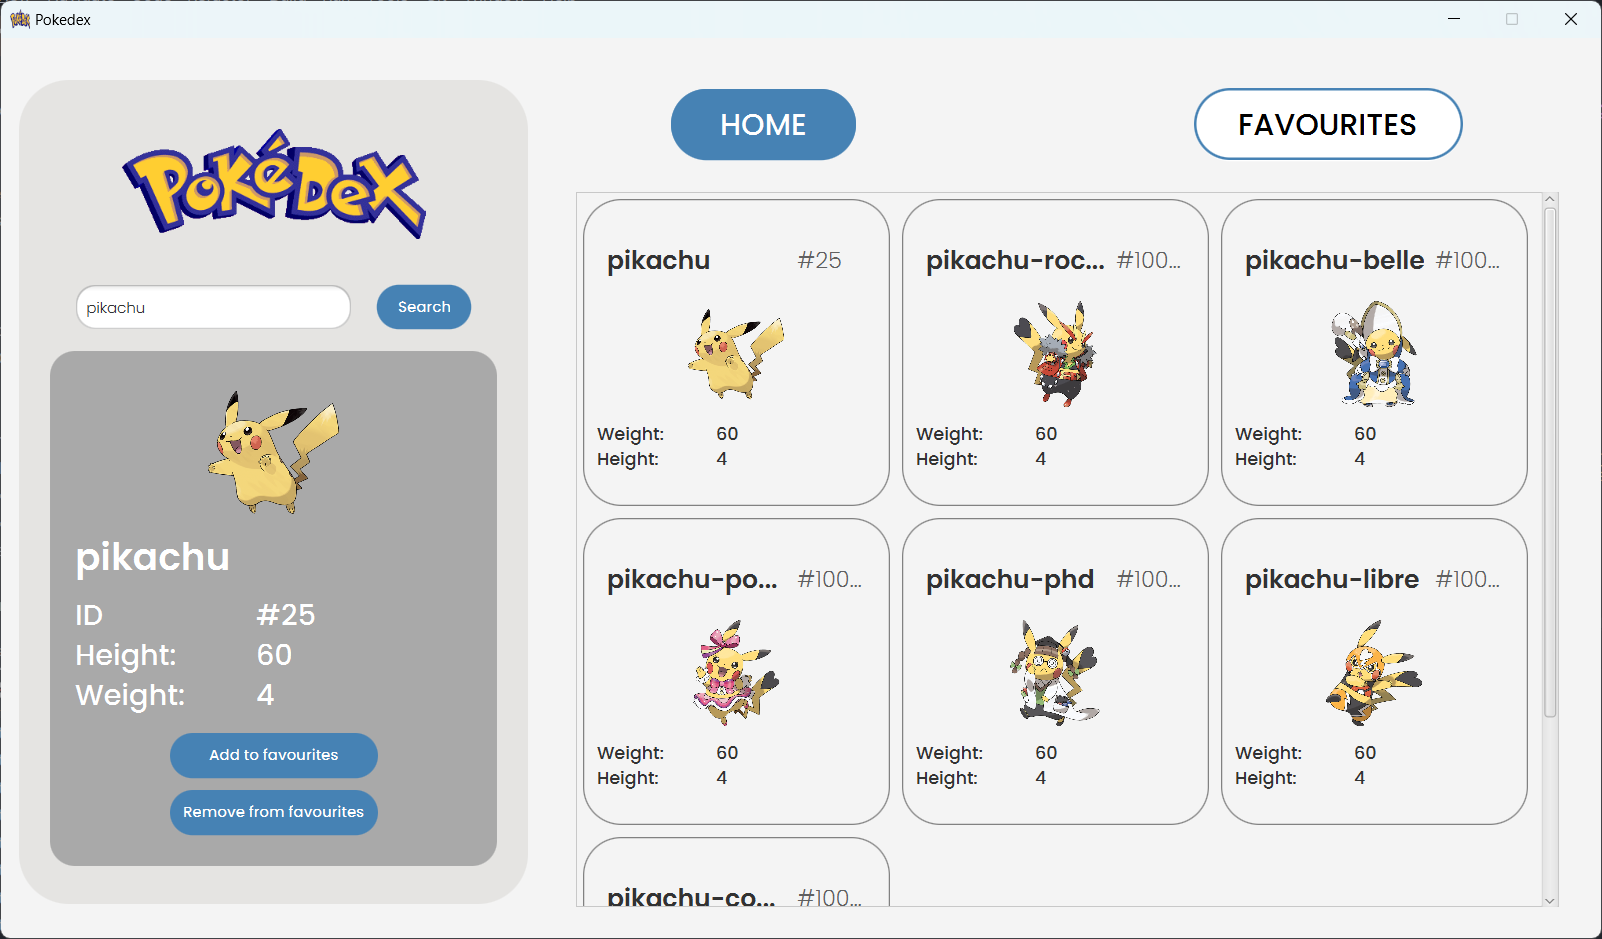 Pokedex
PokéDex
pikachu
Search
pikachu
ID #25
Height: 60
Weight: 4
Add to favourites
Remove from favourites
HOME
FAVOURITES
pikachu #25
Weight: 60
Height: 4
pikachu-roc... #100...
Weight: 60
Height: 4
pikachu-belle #100...
Weight: 60
Height: 4
pikachu-po... #100...
Weight: 60
Height: 4
pikachu-phd #100...
Weight: 60
Height: 4
pikachu-libre #100...
Weight: 60
Height: 4
pikachu-co... #100...